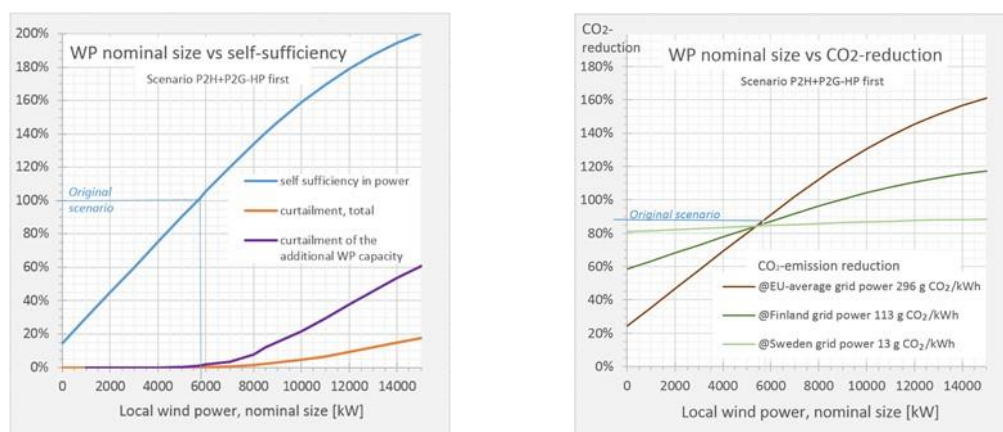 WP nominal size vs self-sufficiency
Scenario P2H+P2G-HP first
200%
180%
160%
140%
120%
100%
80%
60%
40%
20%
0%
Original
scenario
self sufficiency in power
curtailment, total
curtailment of the
additional WP capacity
0 2000 4000 6000 8000 10000 12000 14000
Local wind power, nominal size [kW]
CO2-
reduction
WP nominal size vs CO2-reduction
Scenario P2H+P2G-HP first
180%
160%
140%
120%
100%
80%
60%
40%
20%
0%
Original scenario
CO₂-emission reduction
@EU-average grid power 296 g CO₂/kWh
@Finland grid power 113 g CO₂/kWh
@Sweden grid power 13 g CO₂/kWh
0 2000 4000 6000 8000 10000 12000 14000
Local wind power, nominal size [kW]